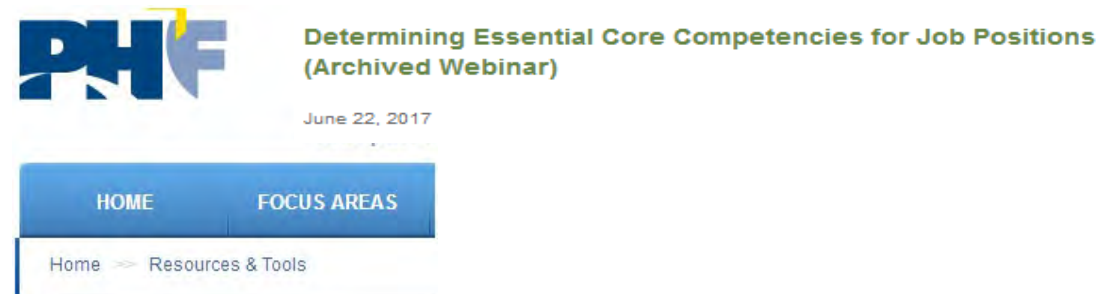 PHF
Determining Essential Core Competencies for Job Positions
(Archived Webinar)
June 22, 2017
HOME FOCUS AREAS
Home >> Resources & Tools